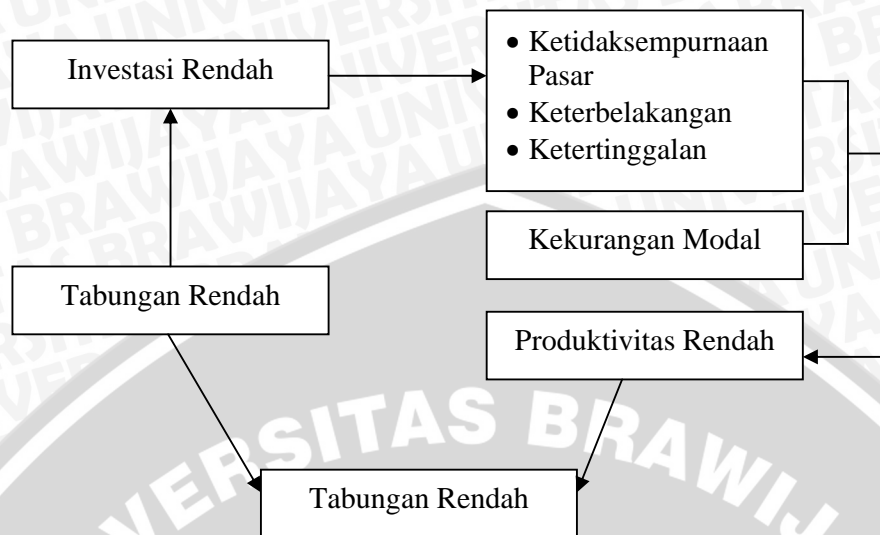 Investasi Rendah
• Ketidaksempurnaan
Pasar
• Keterbelakangan
• Ketertinggalan
Kekurangan Modal
Tabungan Rendah
Produktivitas Rendah
Tabungan Rendah